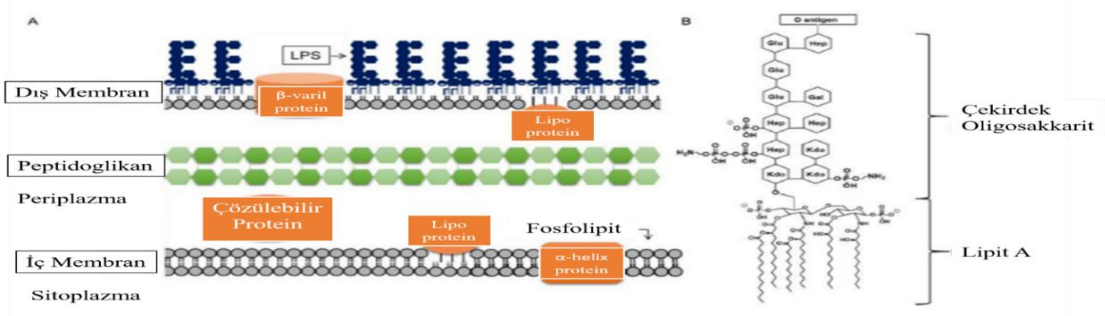 A
LPS
Dış Membran
β-varil
protein
Lipo
protein
Peptidoglikan
Periplazma
Çözülebilir
Protein
Lipo
protein
Fosfolipit
İç Membran
α-helix
protein
Sitoplazma
B
O antigen
Glu
Hep
Glu
Glu
Gal
Hep
Hep
Hep
Kdo
Kdo
Kdo
Çekirdek
Oligosakkarit
Lipit A